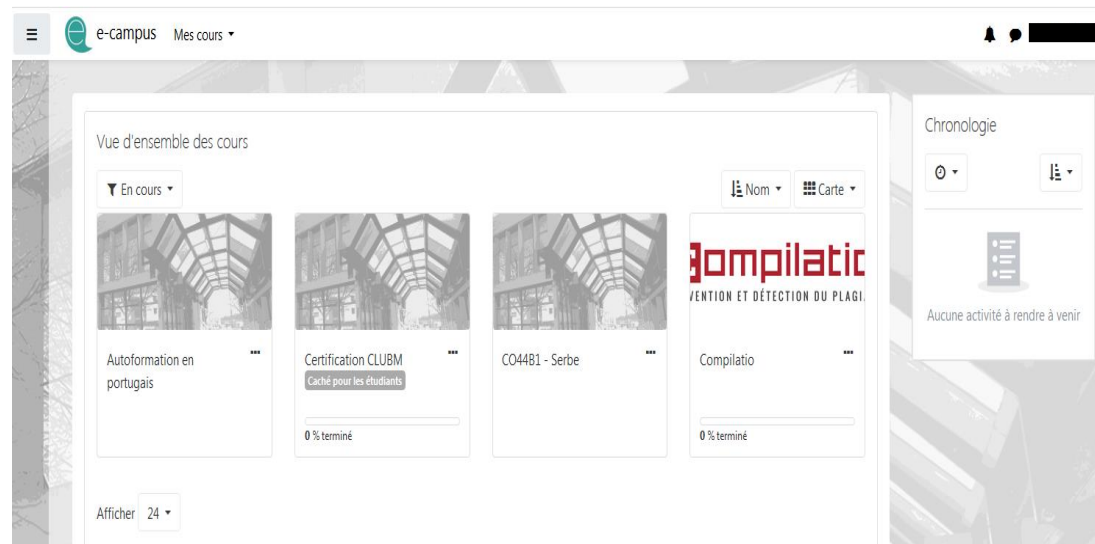 e-campus Mes cours
Vue d'ensemble des cours
En cours
Nom
Carte
Autoformation en
portugais
Certification CLUBM
Caché pour les étudiants
0 % terminé
CO44B1 - Serbe
Compilatio
VENTION ET DÉTECTION DU PLAGI
Compilatio
0 % terminé
Afficher 24
Chronologie
Aucune activité à rendre à venir